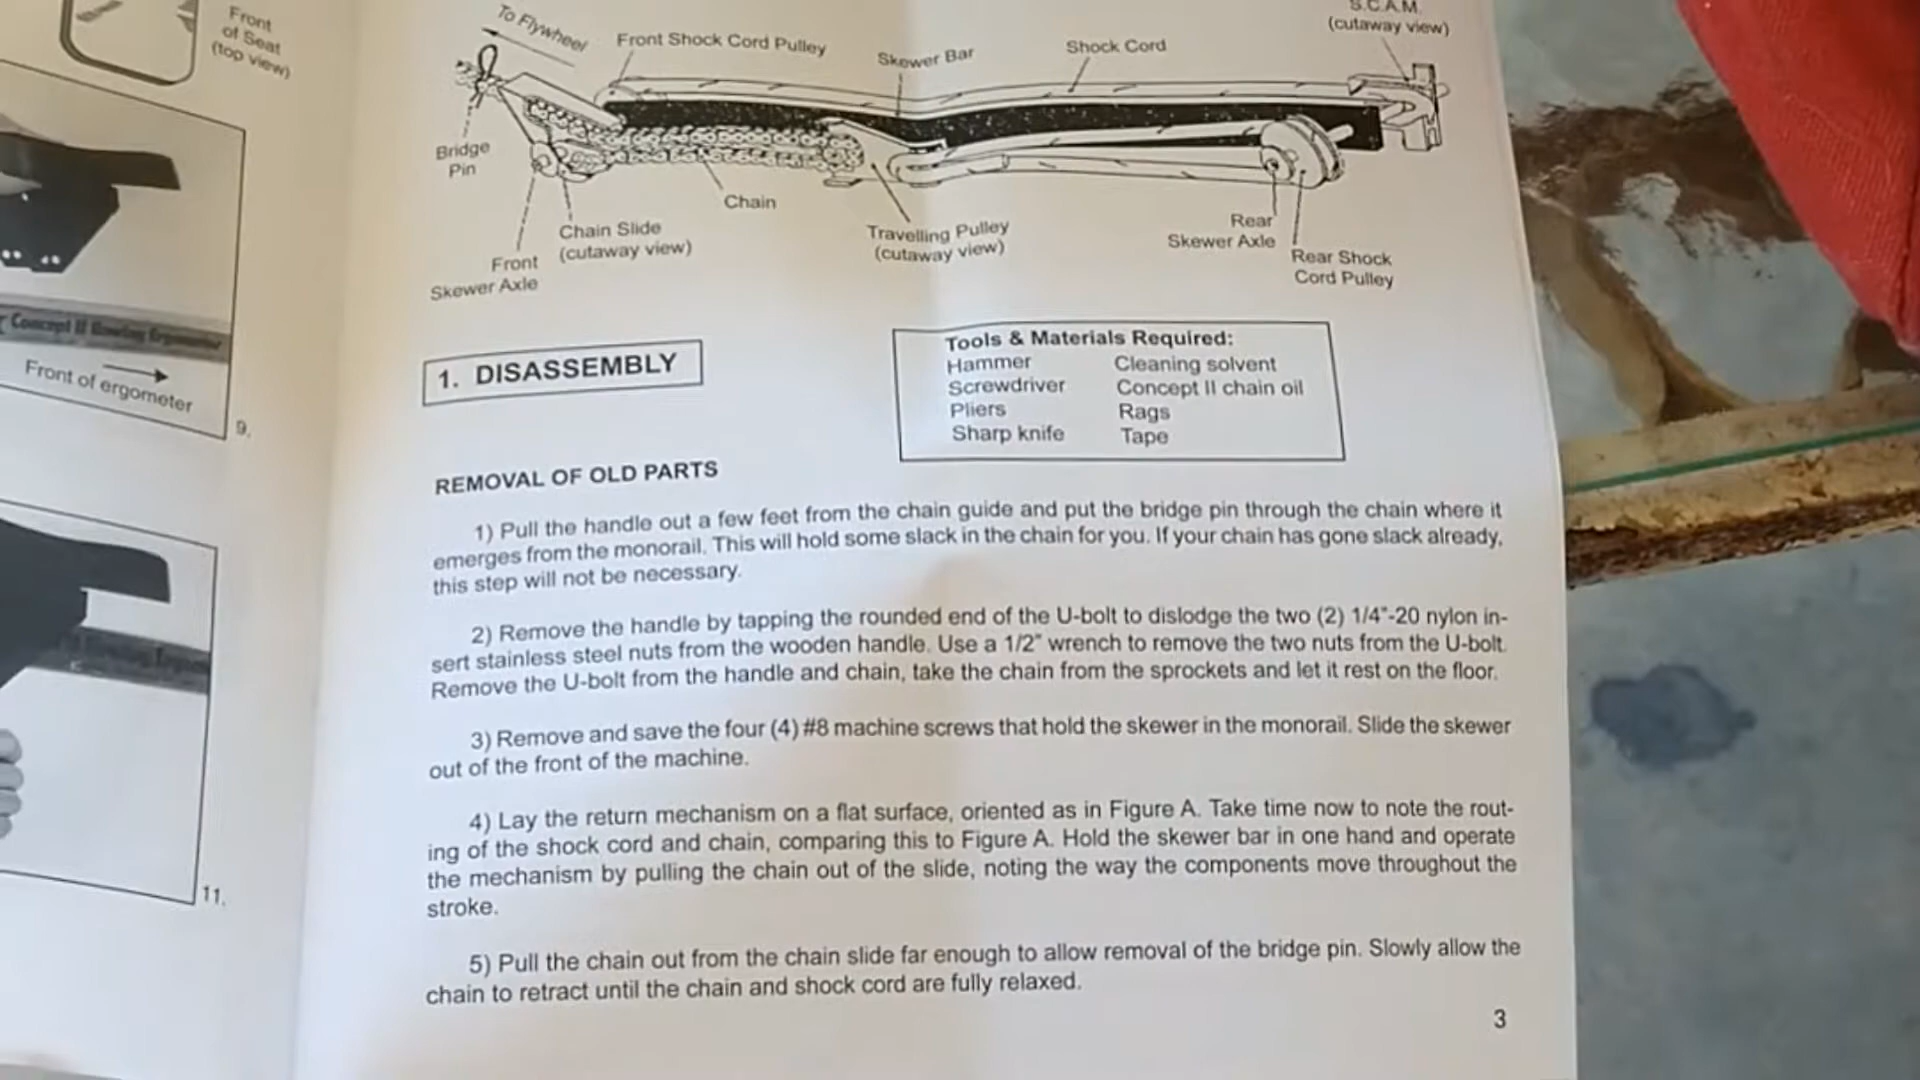 Front
of Seat
(top view)
Concept II Rowing Ergometer
Front of ergometer
9.
11.
To Flywheel
Front Shock Cord Pulley
Skewer Bar
Shock Cord
S.C.A.M.
(cutaway view)
Bridge
Pin
Chain
Chain Slide
(cutaway view)
Front
Skewer Axle
Travelling Pulley
(cutaway view)
Rear
Skewer Axle
Rear Shock
Cord Pulley
1. DISASSEMBLY
Tools & Materials Required:
Hammer Cleaning solvent
Screwdriver Concept II chain oil
Pliers Rags
Sharp knife Tape
REMOVAL OF OLD PARTS
1) Pull the handle out a few feet from the chain guide and put the bridge pin through the chain where it
emerges from the monorail. This will hold some slack in the chain for you. If your chain has gone slack already,
this step will not be necessary.
2) Remove the handle by tapping the rounded end of the U-bolt to dislodge the two (2) 1/4"-20 nylon in-
sert stainless steel nuts from the wooden handle. Use a 1/2" wrench to remove the two nuts from the U-bolt.
Remove the U-bolt from the handle and chain, take the chain from the sprockets and let it rest on the floor.
3) Remove and save the four (4) #8 machine screws that hold the skewer in the monorail. Slide the skewer
out of the front of the machine.
4) Lay the return mechanism on a flat surface, oriented as in Figure A. Take time now to note the rout-
ing of the shock cord and chain, comparing this to Figure A. Hold the skewer bar in one hand and operate
the mechanism by pulling the chain out of the slide, noting the way the components move throughout the
stroke.
5) Pull the chain out from the chain slide far enough to allow removal of the bridge pin. Slowly allow the
chain to retract until the chain and shock cord are fully relaxed.
3